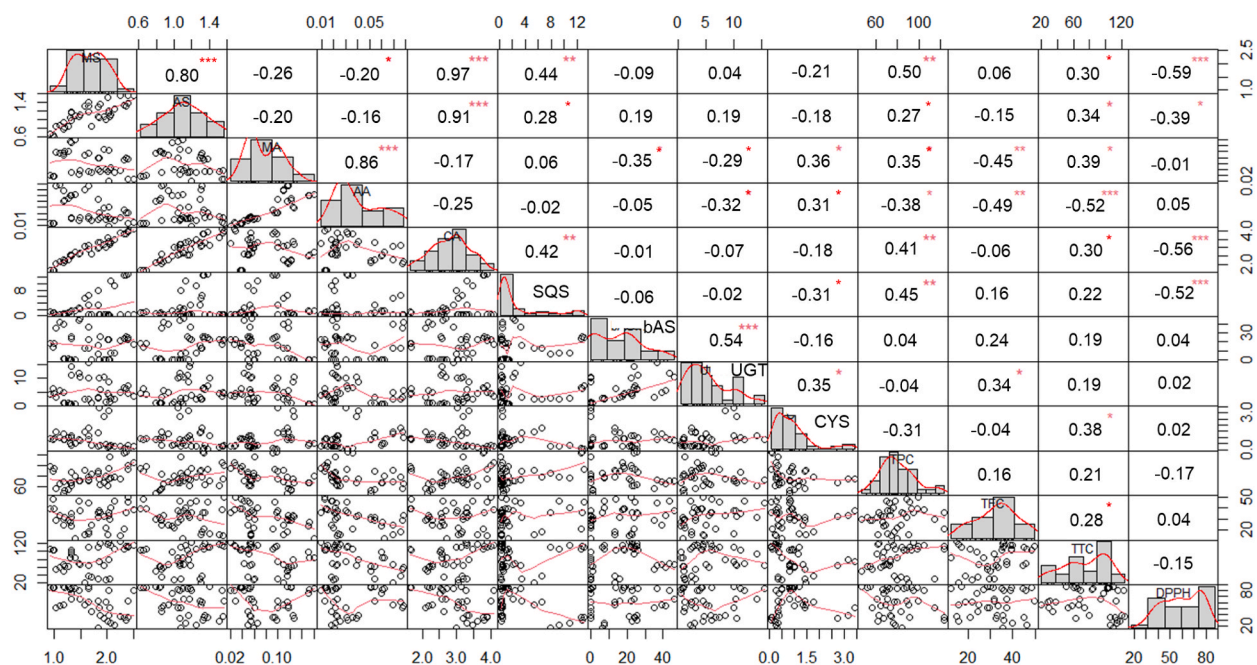 0.6 1.0 1.4 0.01 0.05 0 4 8 12 0 5 10 60 100 20 60 120
MS 0.80 *** -0.26 -0.20 * 0.97 *** 0.44 ** -0.09 0.04 -0.21 0.50 ** 0.06 0.30 * -0.59 *** 1.0 2.5
0.6 1.4 AS -0.20 -0.16 0.91 *** 0.28 * 0.19 0.19 -0.18 0.27 * -0.15 0.34 * -0.39 *
MA 0.86 *** -0.17 0.06 -0.35 * -0.29 * 0.36 * 0.35 * -0.45 ** 0.39 * -0.01 0.02
0.01 AA -0.25 -0.02 -0.05 -0.32 * 0.31 * -0.38 * -0.49 ** -0.52 *** 0.05
CA 0.42 ** -0.01 -0.07 -0.18 0.41 ** -0.06 0.30 * -0.56 *** 2.0 4.0
0 8 SQS -0.06 -0.02 -0.31 * 0.45 ** 0.16 0.22 -0.52 ***
bAS 0.54 *** -0.16 0.04 0.24 0.19 0.04 0 30
0 10 UGT 0.35 * -0.04 0.34 * 0.19 0.02
CYS -0.31 -0.04 0.38 * 0.02 0.0 3.0
60 TPC 0.16 0.21 -0.17
TFC 0.28 * 0.04 20 50
20 120 TTC -0.15
DPPH 20 80
1.0 2.0 0.02 0.10 2.0 3.0 4.0 0 20 40 0.0 1.5 3.0 20 40 20 50 80